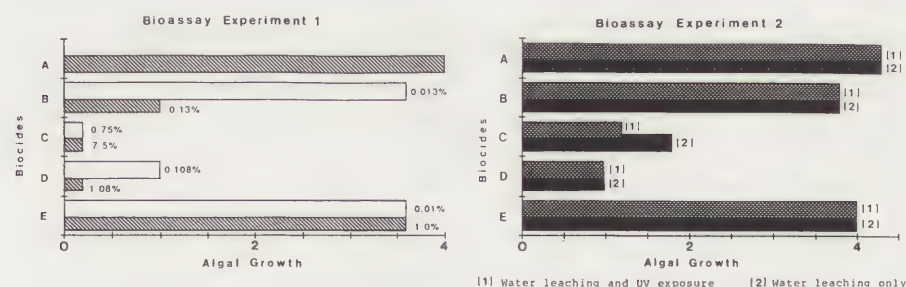 Bioassay Experiment 1
Biocides
A
B
0 013%
0 13%
C
0 75%
7 5%
D
0 108%
1 08%
E
0.01%
1 0%
0
2
4
Algal Growth
Bioassay Experiment 2
Biocides
A
[1]
[2]
B
[1]
[2]
C
[1]
[2]
D
[1]
[2]
E
[1]
[2]
0
2
4
Algal Growth
[1] Water leaching and UV exposure [2] Water leaching only